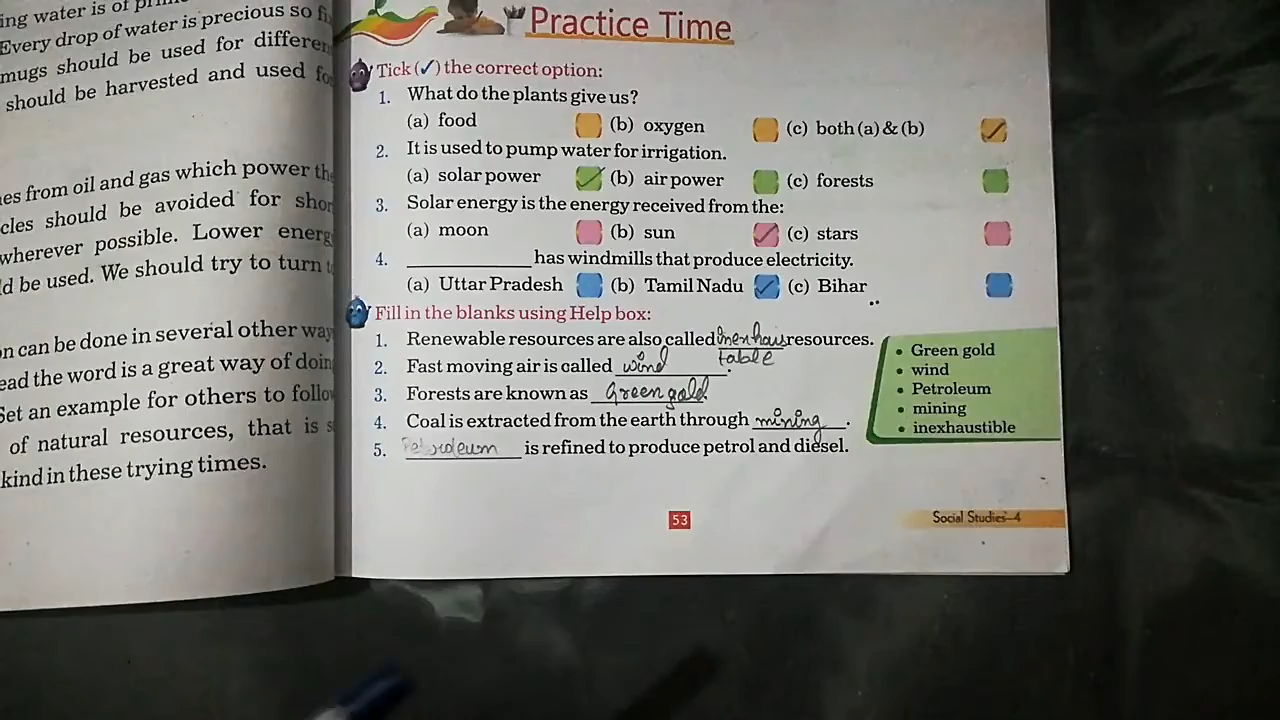 ing water is of
Every drop of water is precious so
mugs should be used for differen
should be harvested and used fo
es from oil and gas which power the
cles should be avoided for shor
wherever possible. Lower energ
d be used. We should try to turn
n can be done in several other way
ead the word is a great way of doin
Set an example for others to follow
of natural resources, that is
kind in these trying times.
Practice Time
Tick (✓) the correct option:
1. What do the plants give us?
(a) food (b) oxygen (c) both (a) & (b) ✓
2. It is used to pump water for irrigation.
(a) solar power ✓ (b) air power (c) forests
3. Solar energy is the energy received from the:
(a) moon (b) sun ✓ (c) stars
4. ____________ has windmills that produce electricity.
(a) Uttar Pradesh (b) Tamil Nadu ✓ (c) Bihar
Fill in the blanks using Help box:
1. Renewable resources are also called resources.
table
2. Fast moving air is called wind.
3. Forests are known as Green gold.
4. Coal is extracted from the earth through mining.
5. Petroleum is refined to produce petrol and diesel.
• Green gold
• wind
• Petroleum
• mining
• inexhaustible
53
Social Studies-4